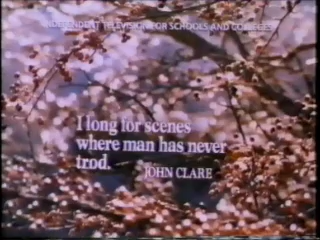 INDEPENDENT TELEVISION FOR SCHOOLS AND COLLEGES
I long for scenes
where man has never
trod.
JOHN CLARE